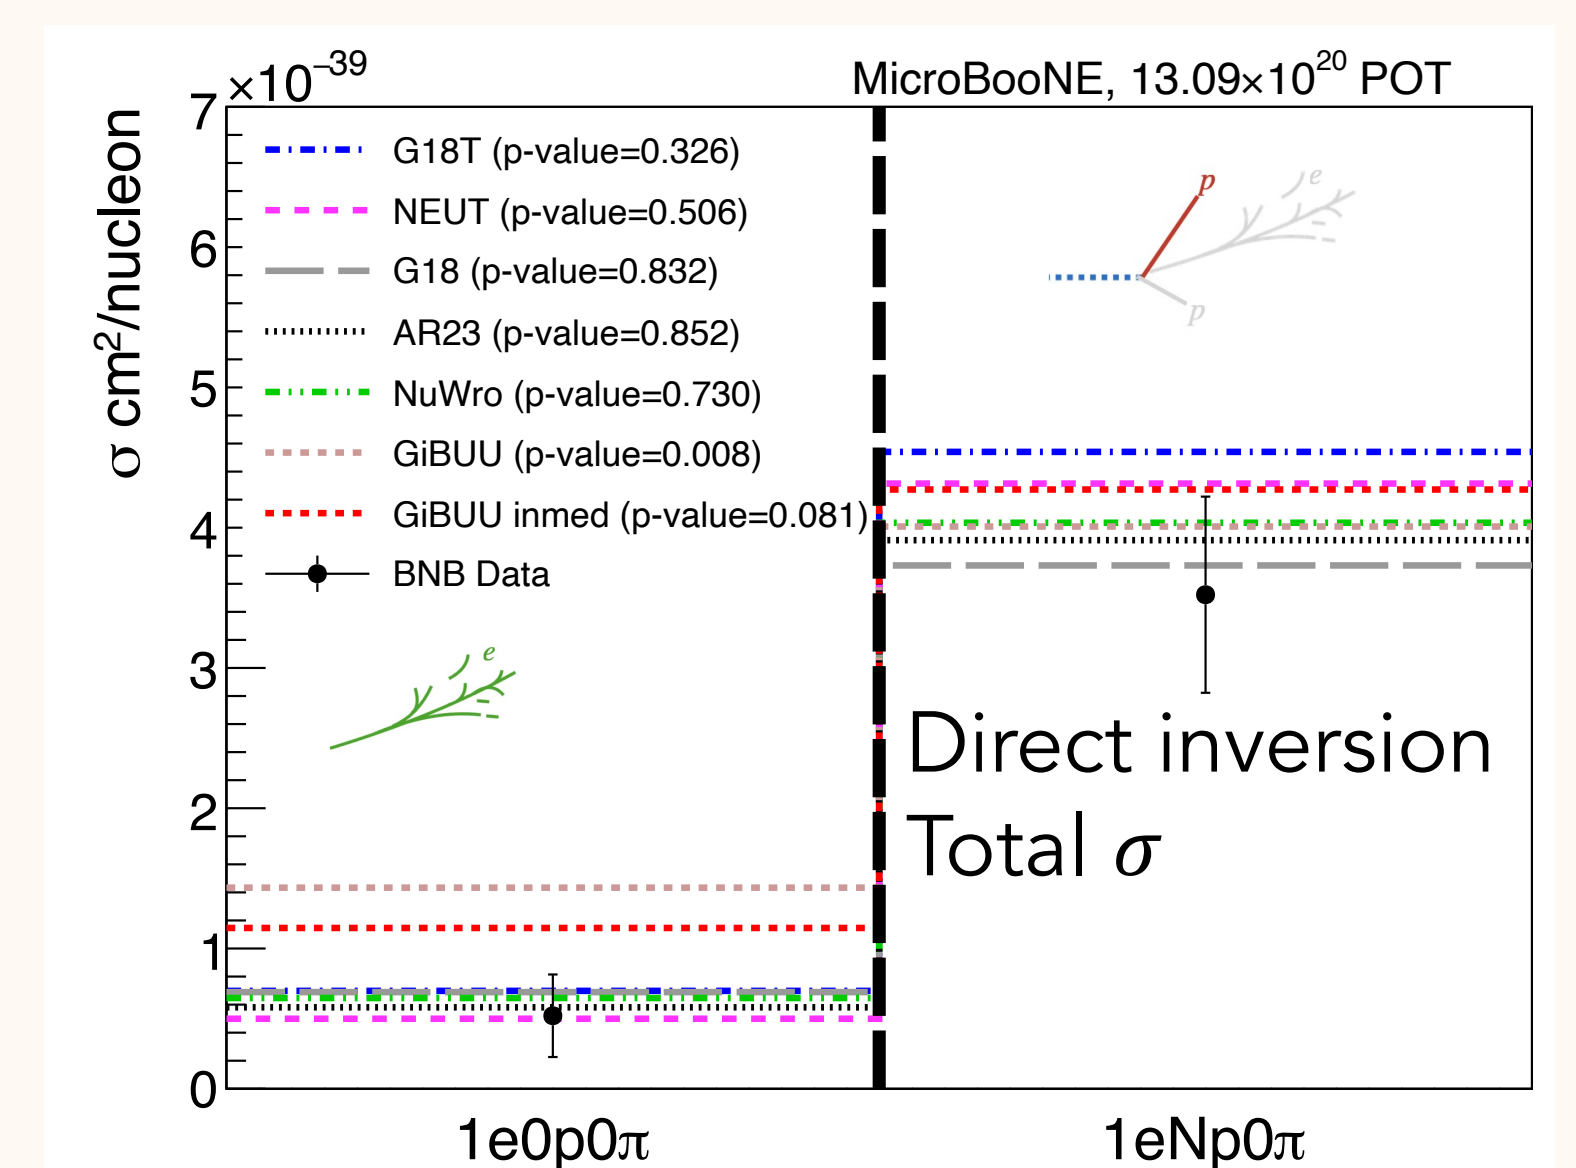 ×10⁻³⁹
MicroBooNE, 13.09×10²⁰ POT
σ cm²/nucleon
7
6
5
4
3
2
1
0
G18T (p-value=0.326)
NEUT (p-value=0.506)
G18 (p-value=0.832)
AR23 (p-value=0.852)
NuWro (p-value=0.730)
GiBUU (p-value=0.008)
GiBUU inmed (p-value=0.081)
BNB Data
e
p
e
p
Direct inversion
Total σ
1e0p0π
1eNp0π